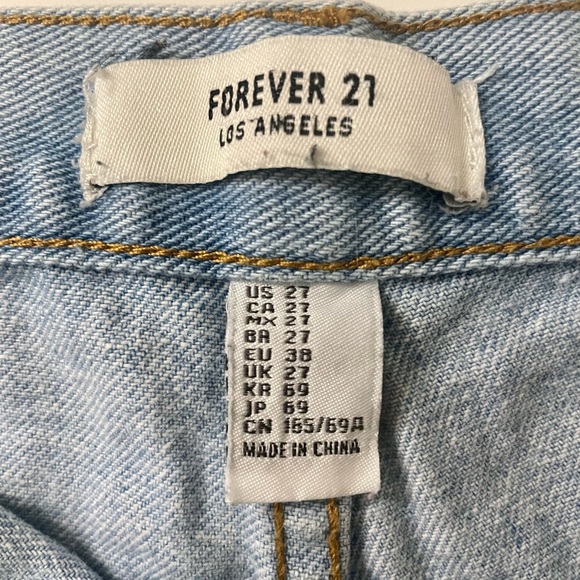 FOREVER 21
LOS ANGELES
US 27
CA 27
MX 27
BA 27
EU 38
UK 27
KR 69
JP 69
CN 165/69A
MADE IN CHINA